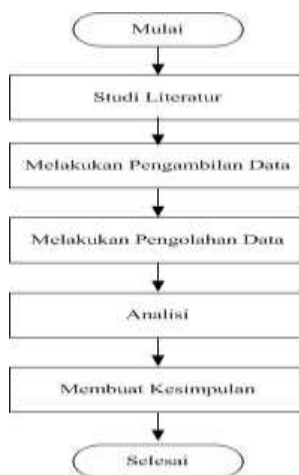 Mulai
Studi Literatur
Melakukan Pengambilan Data
Melakukan Pengolahan Data
Analisi
Membuat Kesimpulan
Selesai